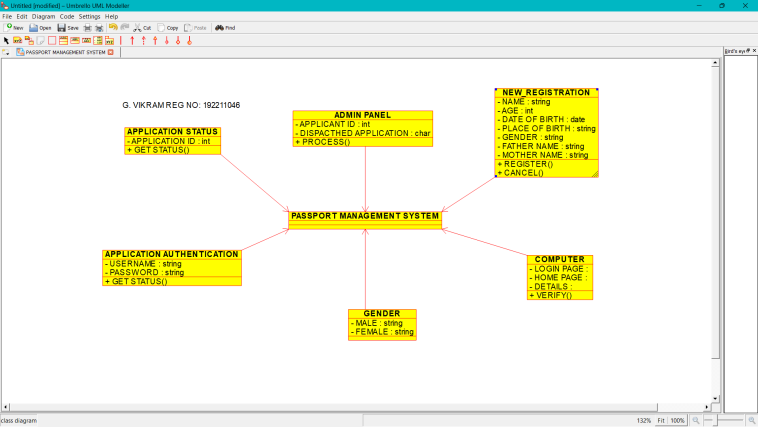 Untitled [modified] – Umbrello UML Modeller
File Edit Diagram Code Settings Help
New Open Save Cut Copy Paste Find
PASSPORT MANAGEMENT SYSTEM
Bird's eye
G. VIKRAM REG NO: 192211046
APPLICATION STATUS
- APPLICATION ID : int
+ GET STATUS()
ADMIN PANEL
- APPLICANT ID : int
- DISPACTHED APPLICATION : char
+ PROCESS()
NEW_REGISTRATION
- NAME : string
- AGE : int
- DATE OF BIRTH : date
- PLACE OF BIRTH : string
- GENDER : string
- FATHER NAME : string
- MOTHER NAME : string
+ REGISTER()
+ CANCEL()
PASSPORT MANAGEMENT SYSTEM
APPLICATION AUTHENTICATION
- USERNAME : string
- PASSWORD : string
+ GET STATUS()
GENDER
- MALE : string
- FEMALE : string
COMPUTER
- LOGIN PAGE :
- HOME PAGE :
- DETAILS :
+ VERIFY()
class diagram
132% Fit 100%